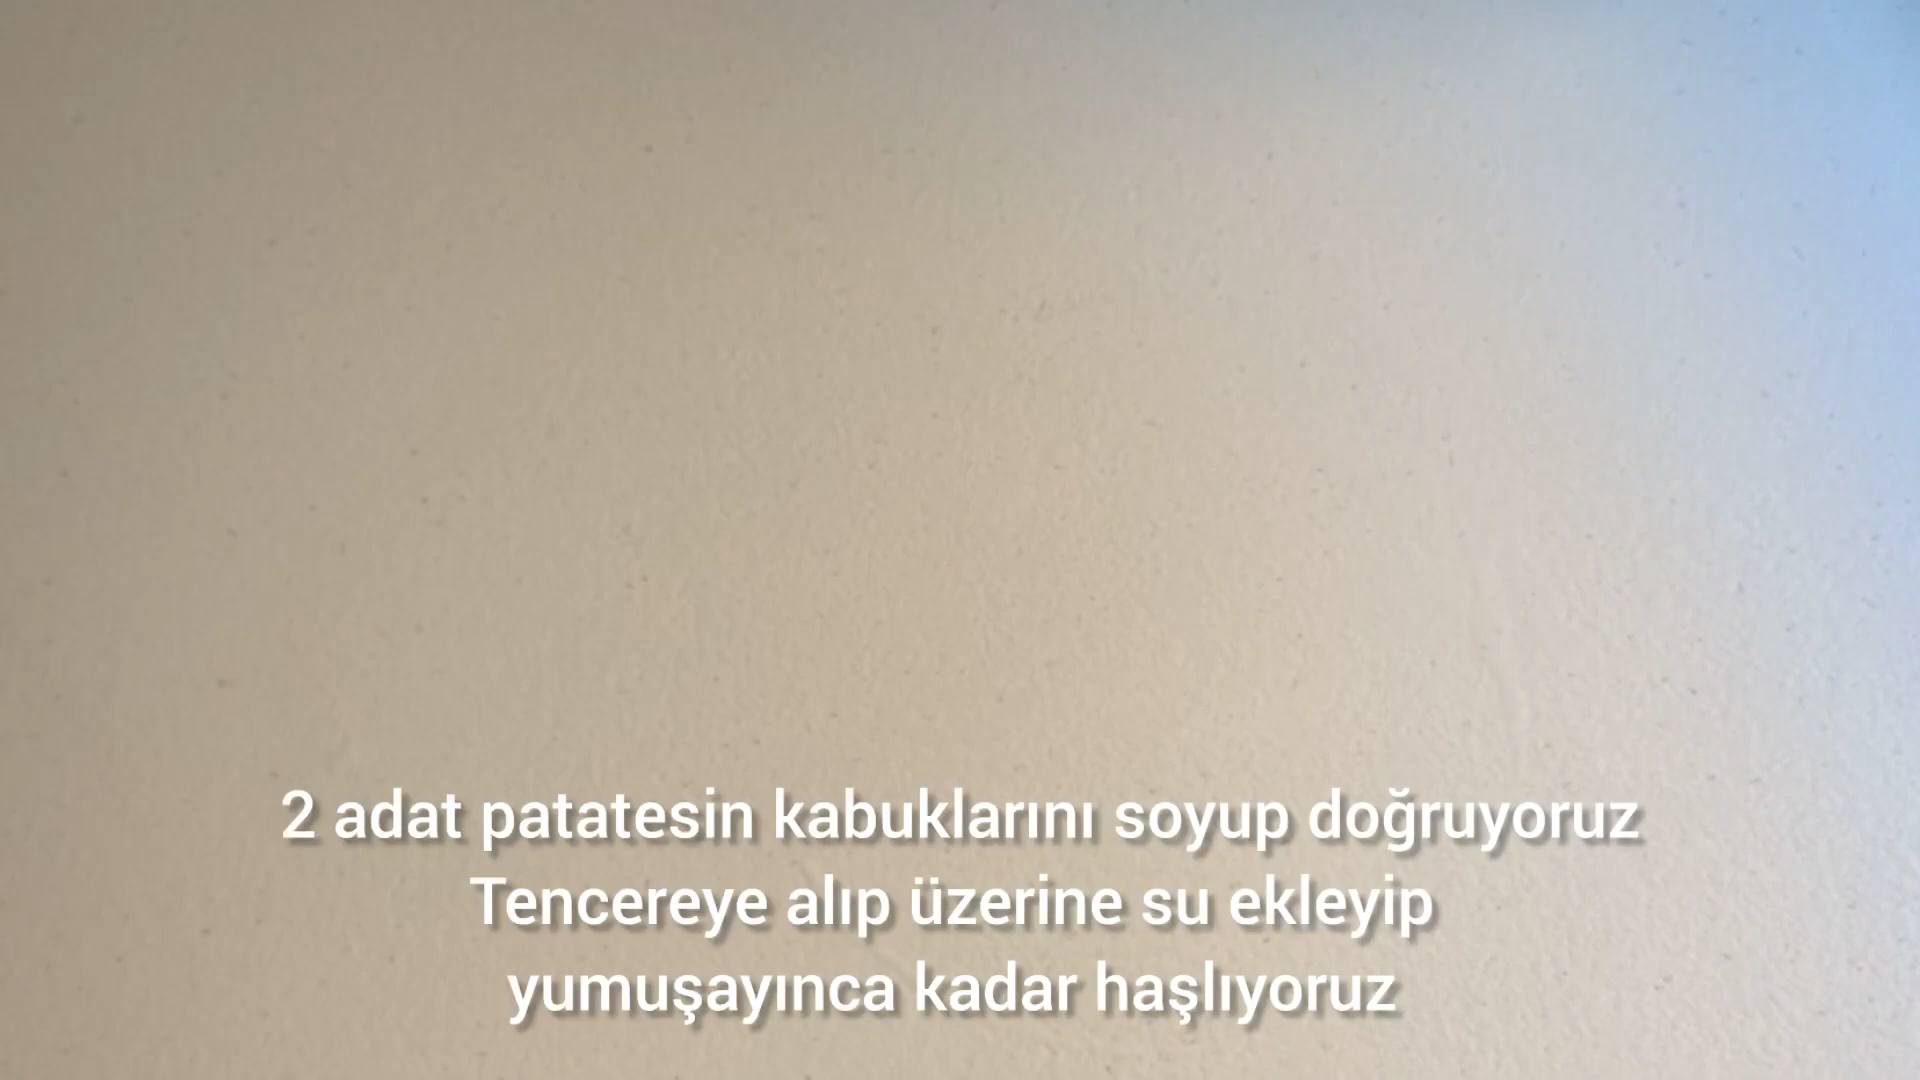 2 adat patatesin kabuklarını soyup doğruyoruz
Tencereye alıp üzerine su ekleyip
yumuşayınca kadar haşlıyoruz